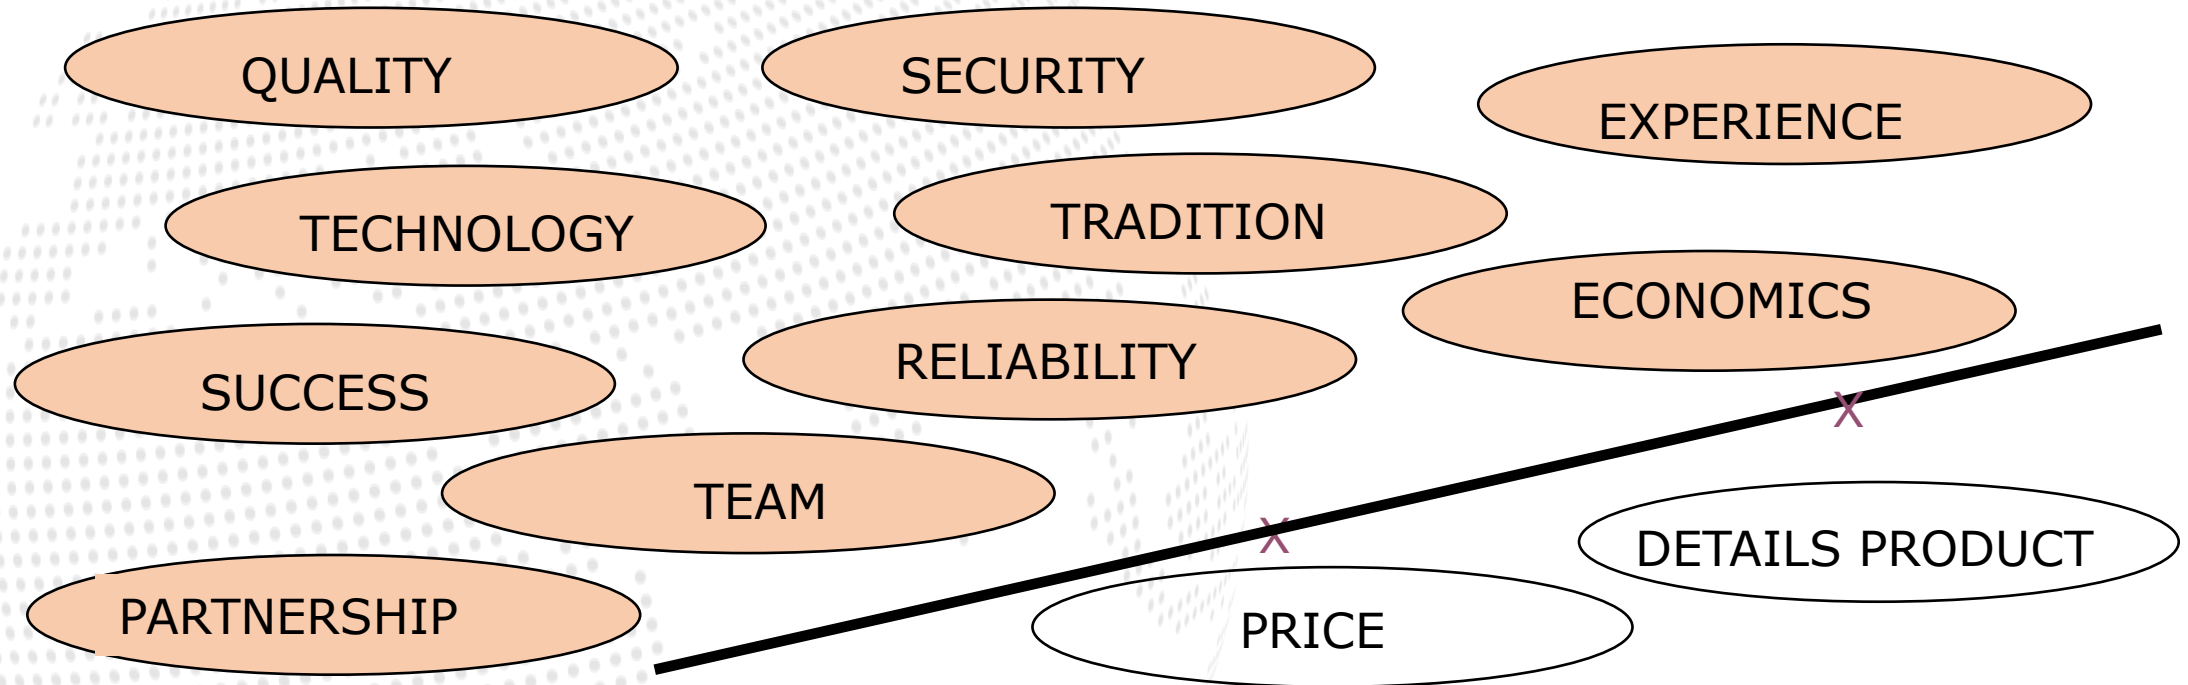 QUALITY
SECURITY
EXPERIENCE
TECHNOLOGY
TRADITION
ECONOMICS
SUCCESS
RELIABILITY
X
TEAM
X
DETAILS PRODUCT
PARTNERSHIP
PRICE